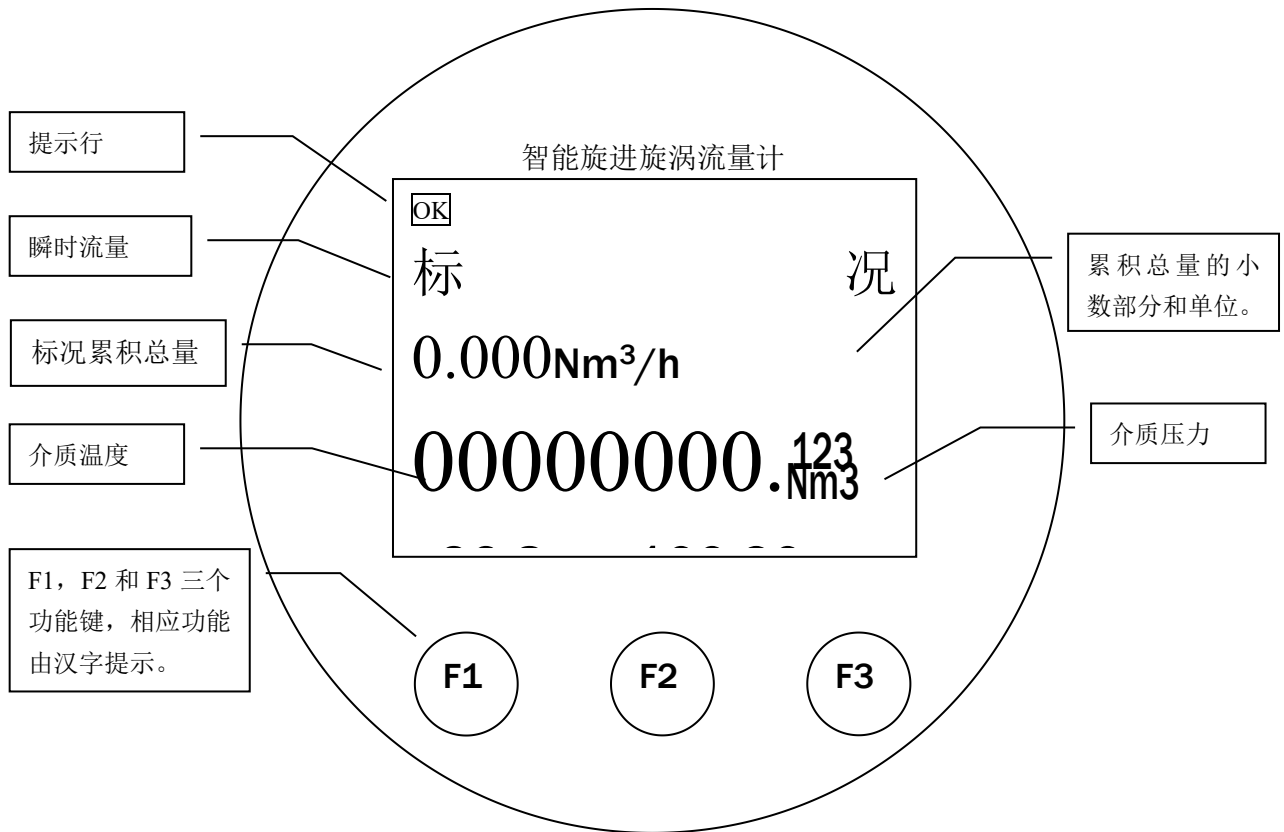 智能旋进旋涡流量计
提示行
瞬时流量
标况累积总量
介质温度
F1，F2 和 F3 三个
功能键，相应功能
由汉字提示。
OK
标 况
0.000Nm³/h
00000000.123
Nm3
累积总量的小
数部分和单位。
介质压力
F1 F2 F3